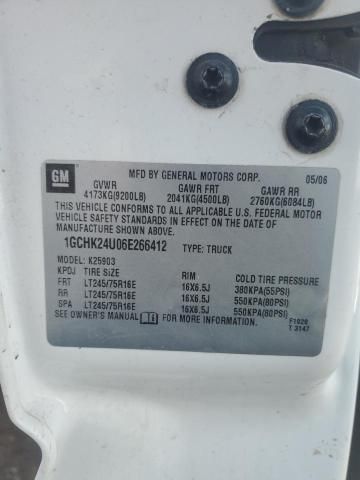 GM
MFD BY GENERAL MOTORS CORP. 05/06
GVWR GAWR FRT GAWR RR
4173KG(9200LB) 2041KG(4500LB) 2760KG(6084LB)
THIS VEHICLE CONFORMS TO ALL APPLICABLE U.S. FEDERAL MOTOR
VEHICLE SAFETY STANDARDS IN EFFECT ON THE DATE OF
MANUFACTURE SHOWN ABOVE.
1GCHK24U06E266412 TYPE: TRUCK
MODEL: K25903
KPDJ TIRE SIZE RIM COLD TIRE PRESSURE
FRT LT245/75R16E 16X6.5J 380KPA(55PSI)
RR LT245/75R16E 16X6.5J 550KPA(80PSI)
SPA LT245/75R16E 16X6.5J 550KPA(80PSI)
SEE OWNER'S MANUAL FOR MORE INFORMATION.
F1020
T 3147